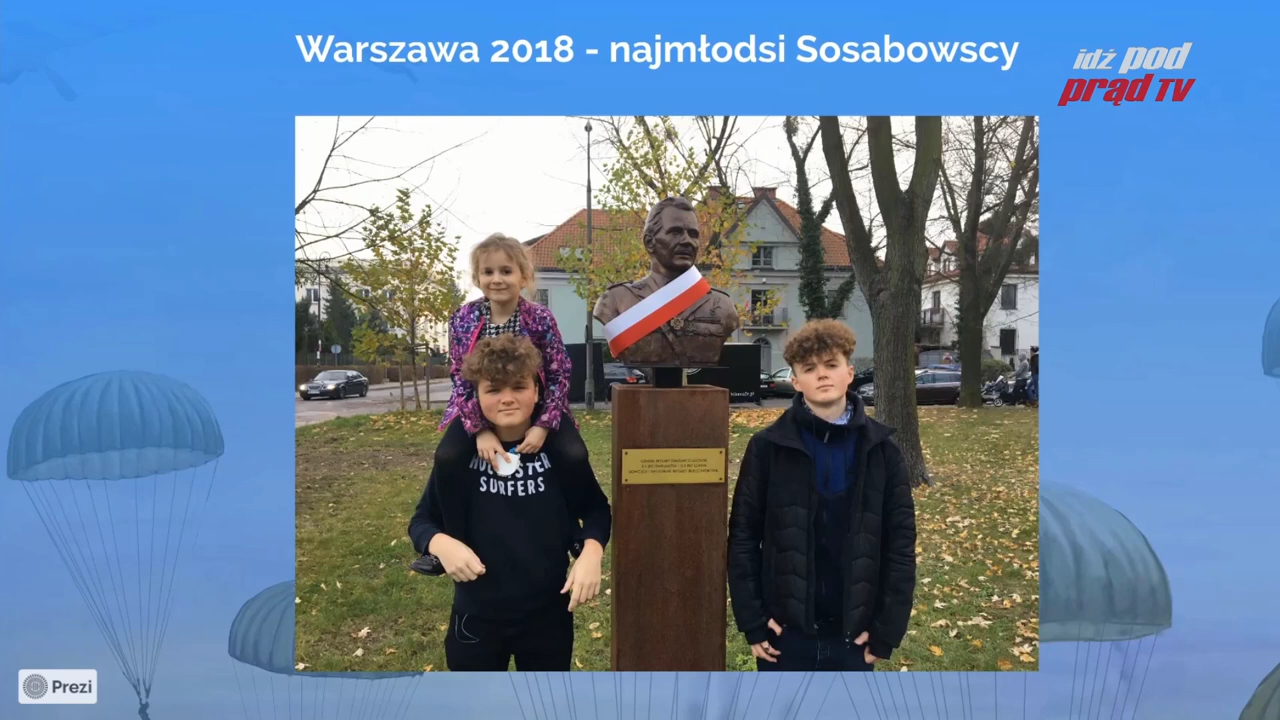 Warszawa 2018 - najmłodsi Sosabowscy
idź pod
prąd TV
HOLLISTER
SURFERS
Prezi